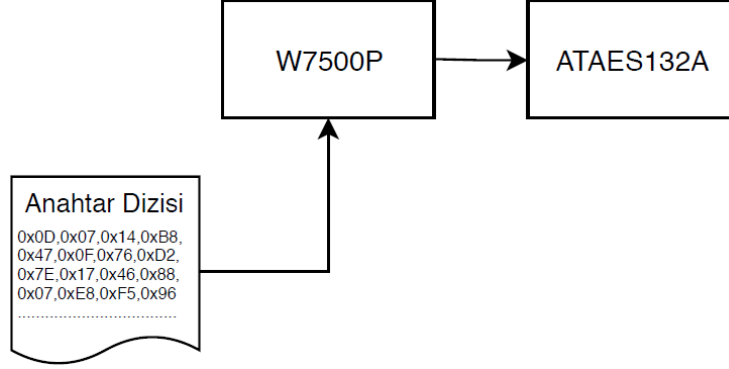 W7500P
ATAES132A
Anahtar Dizisi
0x0D,0x07,0x14,0xB8,
0x47,0x0F,0x76,0xD2,
0x7E,0x17,0x46,0x88,
0x07,0xE8,0xF5,0x96
..................................